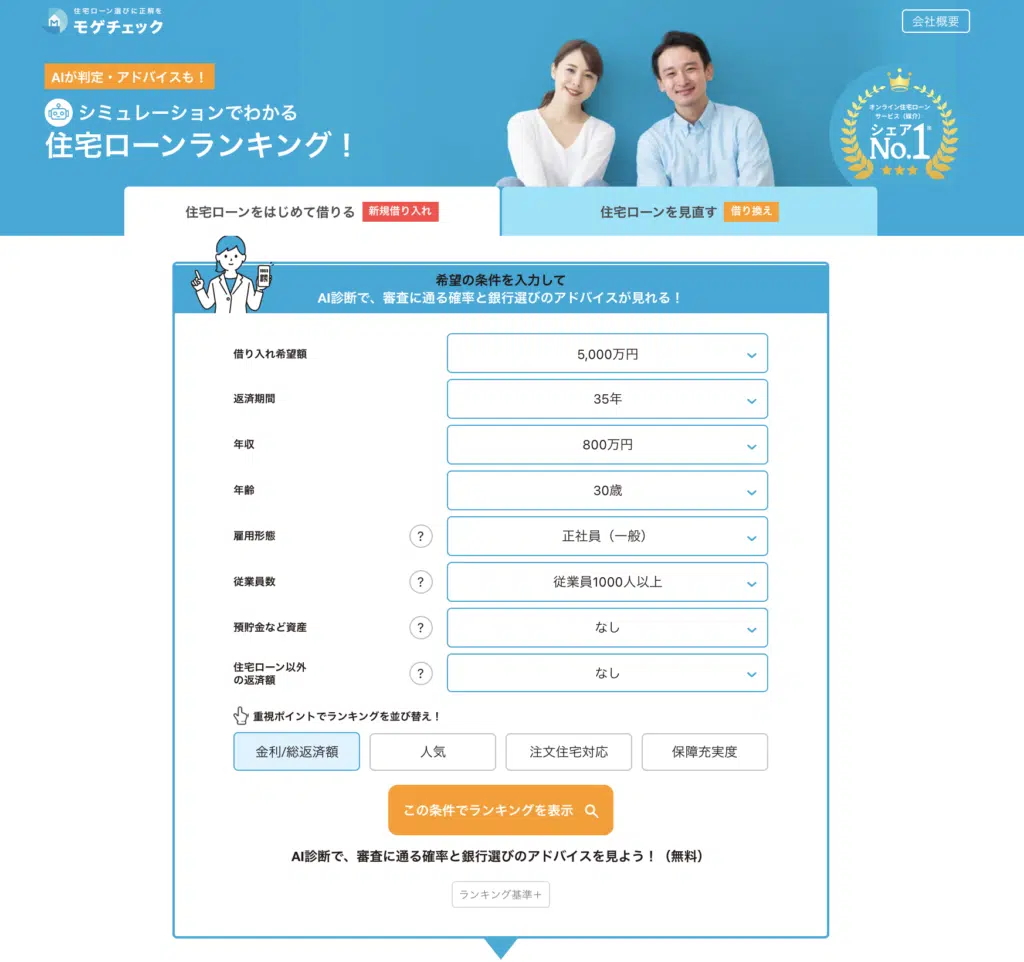 住宅ローン選びに正解を
モゲチェック
会社概要
AIが判定・アドバイスも！
シミュレーションでわかる
住宅ローンランキング！
オンライン住宅ローン
サービス（媒介）
シェア
No.1※
住宅ローンをはじめて借りる 新規借り入れ
住宅ローンを見直す 借り換え
希望の条件を入力して
AI診断で、審査に通る確率と銀行選びのアドバイスが見れる！
借り入れ希望額 5,000万円
返済期間 35年
年収 800万円
年齢 30歳
雇用形態 ? 正社員（一般）
従業員数 ? 従業員1000人以上
預貯金など資産 ? なし
住宅ローン以外
の返済額 ? なし
重視ポイントでランキングを並び替え！
金利/総返済額 人気 注文住宅対応 保障充実度
この条件でランキングを表示
AI診断で、審査に通る確率と銀行選びのアドバイスを見よう！（無料）
ランキング基準＋